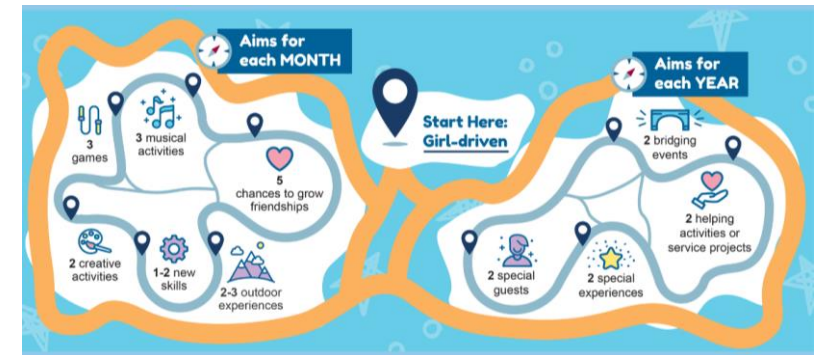 Aims for
each MONTH
3
games
3 musical
activities
5
chances to grow
friendships
2 creative
activities
1-2 new
skills
2-3 outdoor
experiences
Start Here:
Girl-driven
Aims for
each YEAR
2 bridging
events
2 helping
activities or
service projects
2 special
guests
2 special
experiences